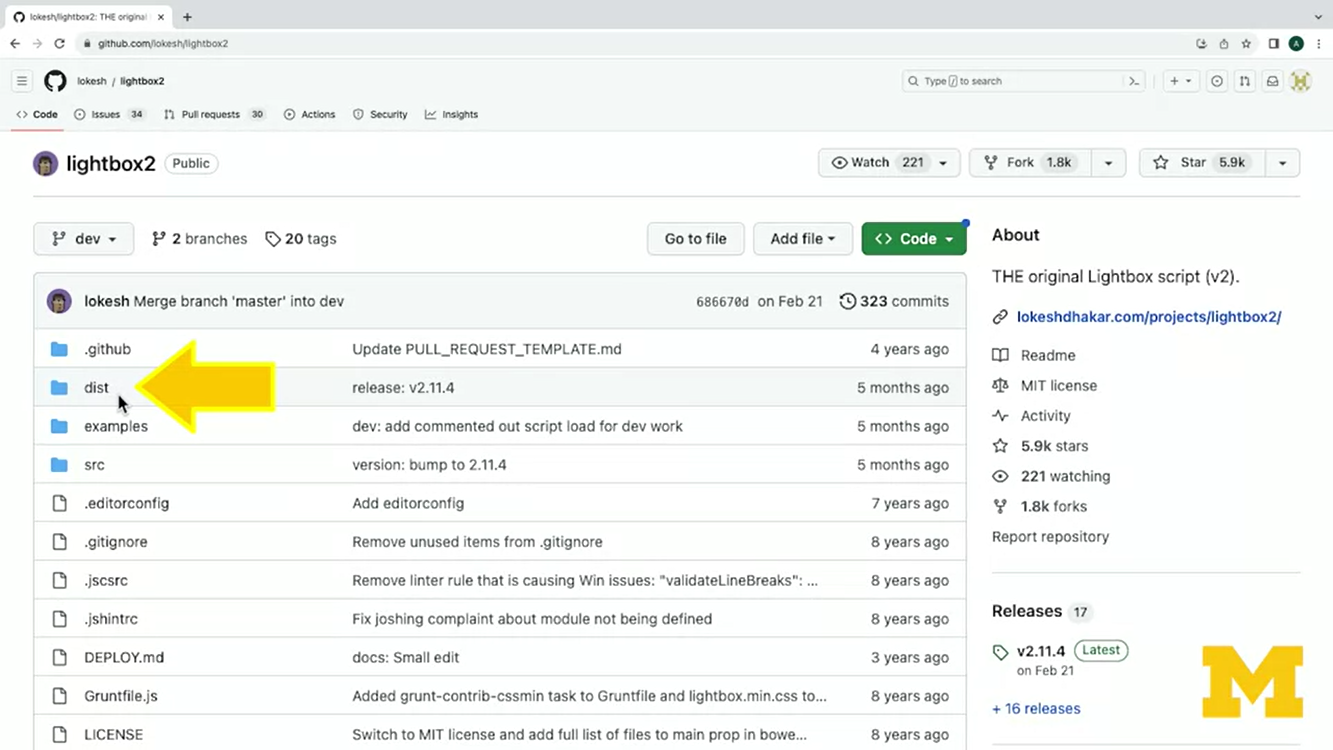 lokesh/lightbox2: THE original
github.com/lokesh/lightbox2
lokesh / lightbox2
Type / to search
Code Issues 34 Pull requests 30 Actions Security Insights
lightbox2 Public
Watch 221 Fork 1.8k Star 5.9k
dev 2 branches 20 tags Go to file Add file <> Code
lokesh Merge branch 'master' into dev 686670d on Feb 21 323 commits
.github Update PULL_REQUEST_TEMPLATE.md 4 years ago
dist release: v2.11.4 5 months ago
examples dev: add commented out script load for dev work 5 months ago
src version: bump to 2.11.4 5 months ago
.editorconfig Add editorconfig 7 years ago
.gitignore Remove unused items from .gitignore 8 years ago
.jscsrc Remove linter rule that is causing Win issues: "validateLineBreaks": ... 8 years ago
.jshintrc Fix joshing complaint about module not being defined 8 years ago
DEPLOY.md docs: Small edit 3 years ago
Gruntfile.js Added grunt-contrib-cssmin task to Gruntfile and lightbox.min.css to... 8 years ago
LICENSE Switch to MIT license and add full list of files to main prop in bowe... 8 years ago
About
THE original Lightbox script (v2).
lokeshdhakar.com/projects/lightbox2/
Readme
MIT license
Activity
5.9k stars
221 watching
1.8k forks
Report repository
Releases 17
v2.11.4 Latest
on Feb 21
+ 16 releases
M